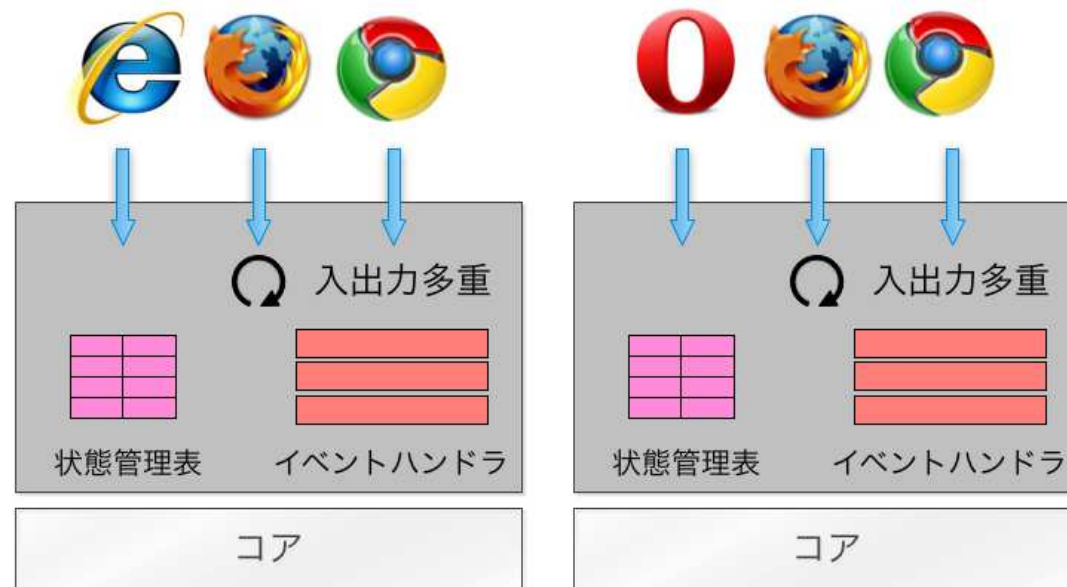 入出力多重
状態管理表
イベントハンドラ
コア
入出力多重
状態管理表
イベントハンドラ
コア